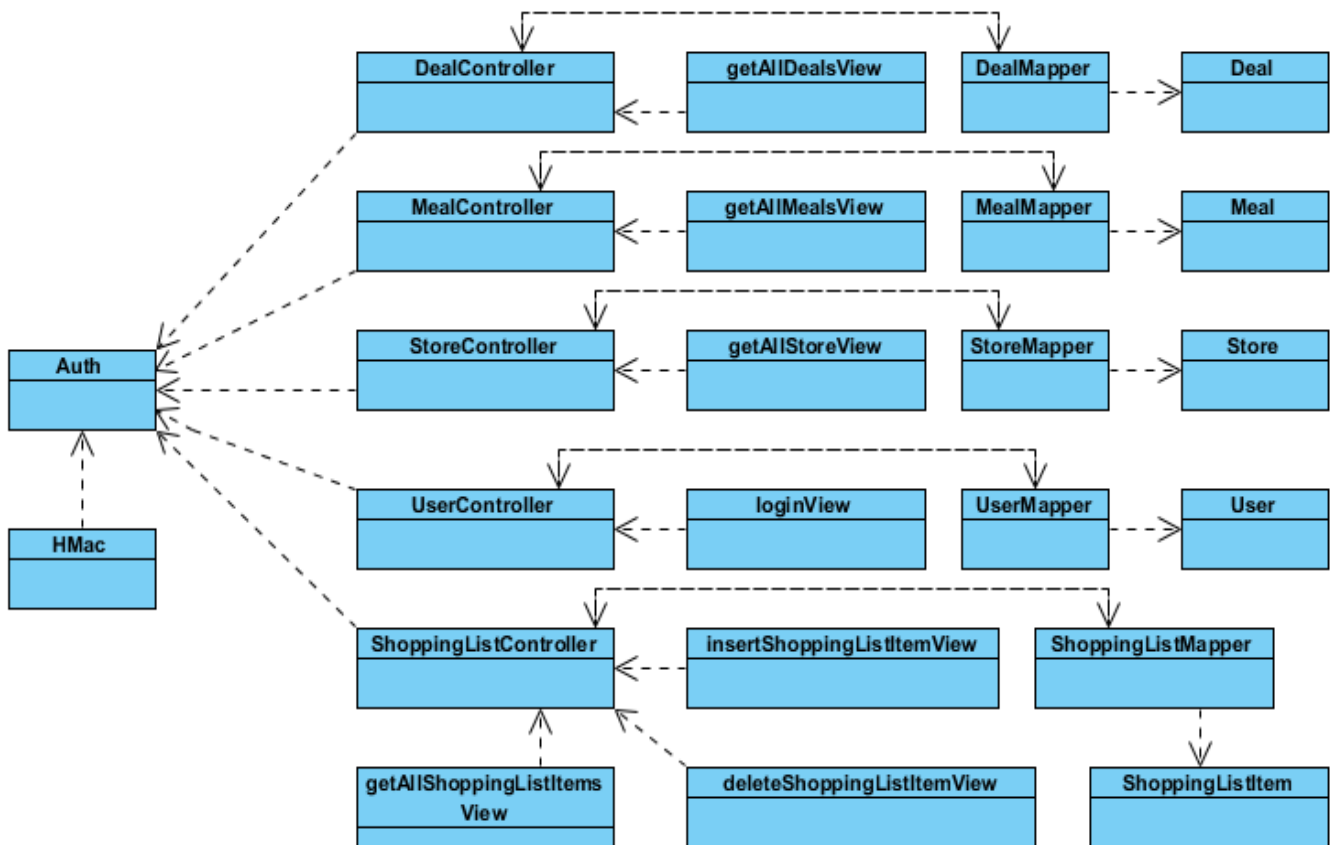 DealController
getAllDealsView
DealMapper
Deal
MealController
getAllMealsView
MealMapper
Meal
StoreController
getAllStoreView
StoreMapper
Store
Auth
UserController
loginView
UserMapper
User
HMac
ShoppingListController
insertShoppingListItemView
ShoppingListMapper
getAllShoppingListItems
View
deleteShoppingListItemView
ShoppingListItem